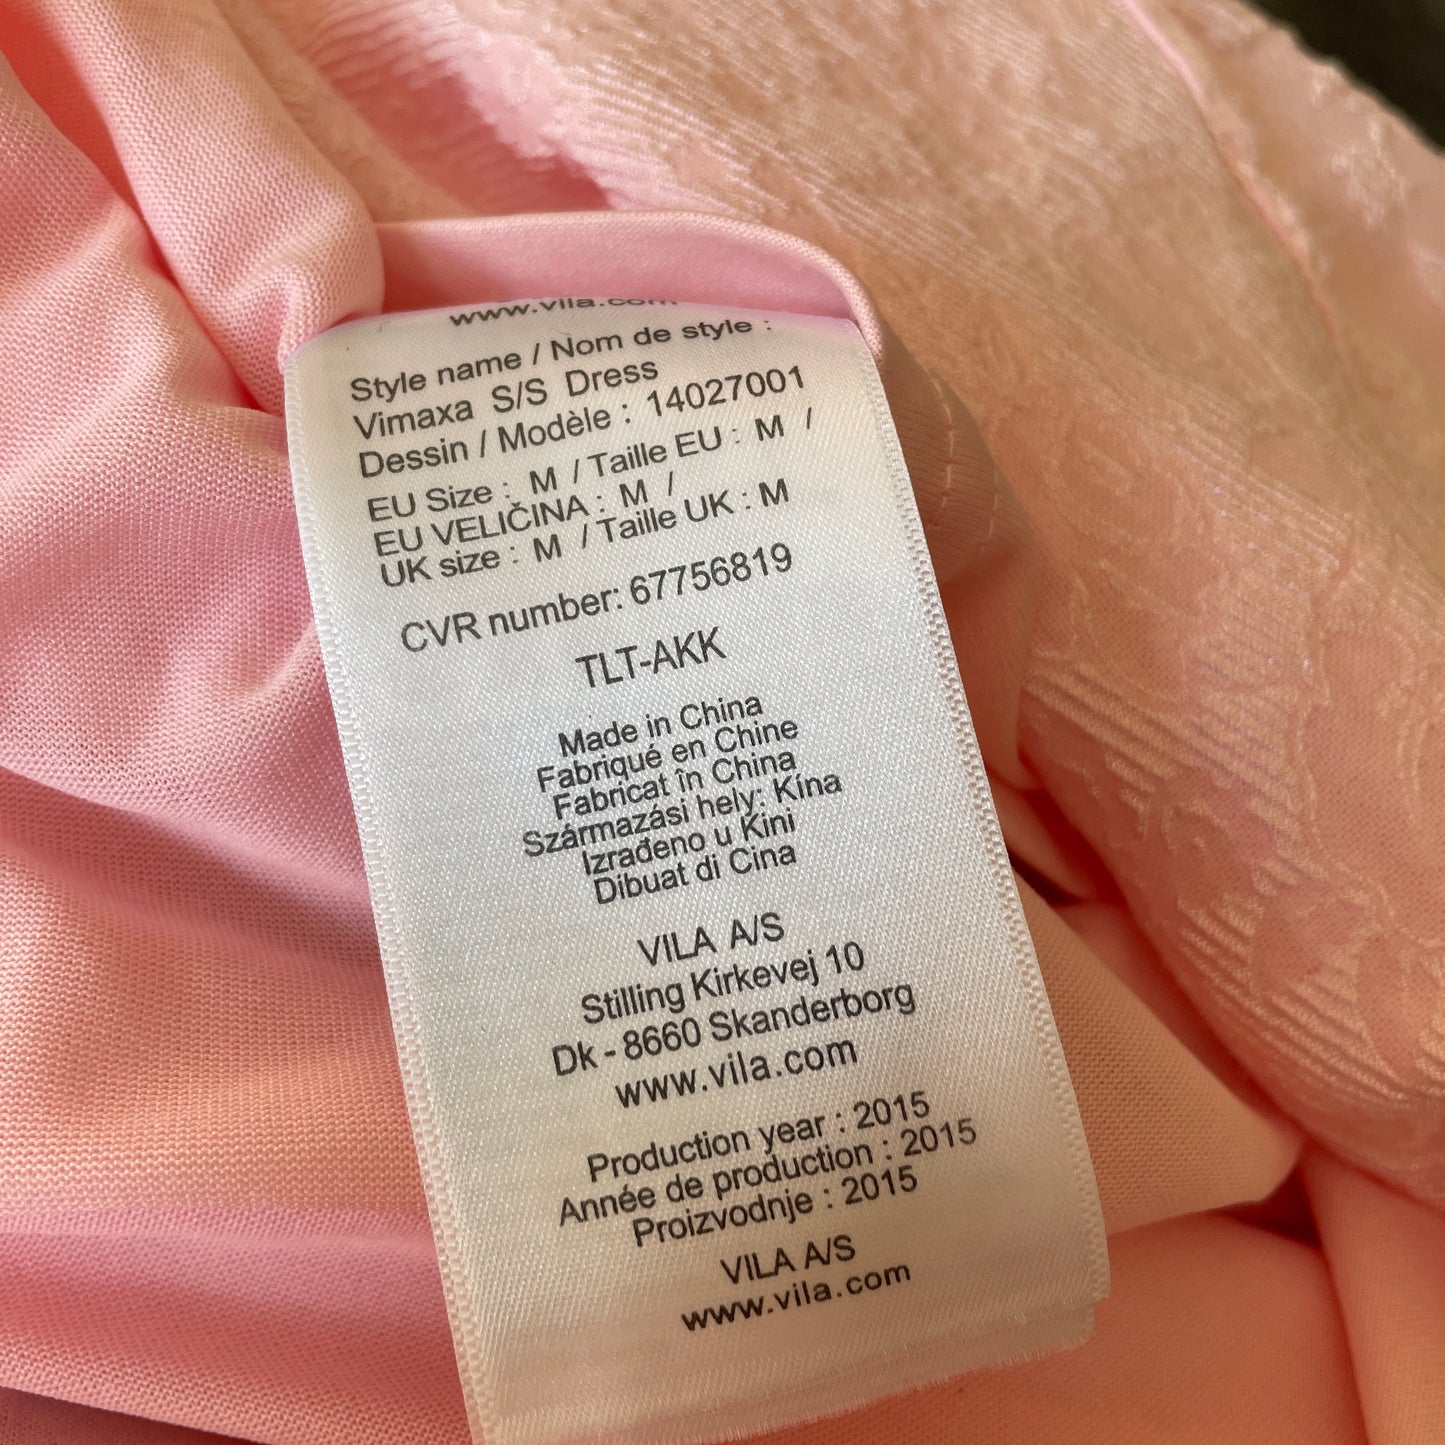 www.vila.com
Style name / Nom de style :
Vimaxa S/S Dress
Dessin / Modèle : 14027001
EU Size : M / Taille EU : M /
EU VELIČINA : M /
UK size : M / Taille UK : M
CVR number: 67756819
TLT-AKK
Made in China
Fabriqué en Chine
Fabricat în China
Származási hely: Kína
Izrađeno u Kini
Dibuat di Cina
VILA A/S
Stilling Kirkevej 10
Dk - 8660 Skanderborg
www.vila.com
Production year : 2015
Année de production : 2015
Proizvodnje : 2015
VILA A/S
www.vila.com